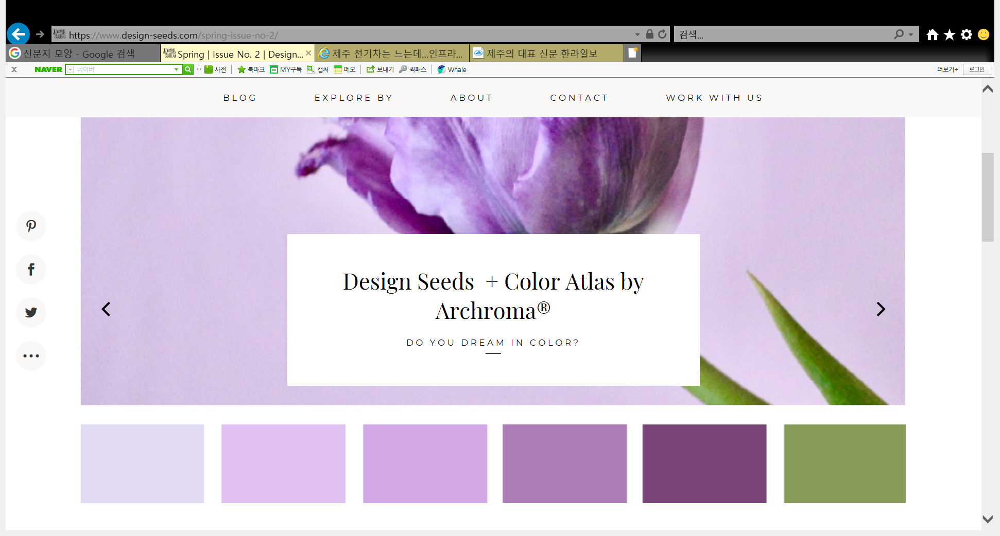 https://www.design-seeds.com/spring-issue-no-2/
검색...
신문지 모양 - Google 검색
Spring | Issue No. 2 | Design...
제주 전기차는 느는데...인프라...
제주의 대표 신문 한라일보
X NAVER 네이버 사전 북마크 MY구독 캡처 메모 보내기 퀵패스 Whale 더보기+ 로그인
BLOG EXPLORE BY ABOUT CONTACT WORK WITH US
Design Seeds + Color Atlas by
Archroma®
DO YOU DREAM IN COLOR?